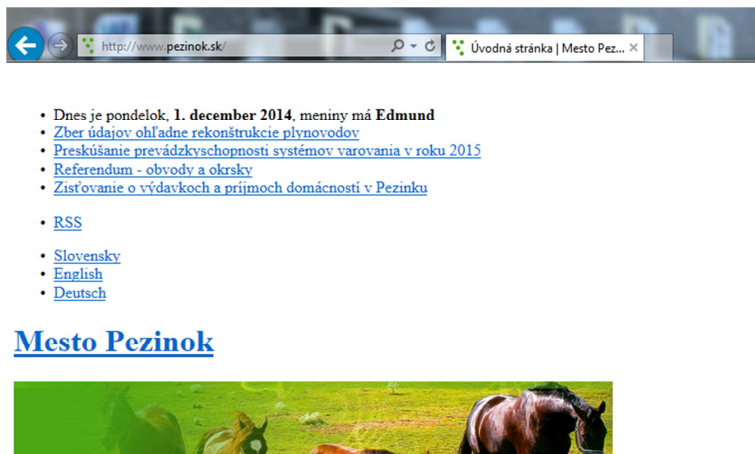 http://www.pezinok.sk/
Úvodná stránka | Mesto Pez...
• Dnes je pondelok, 1. december 2014, meniny má Edmund
• Zber údajov ohľadne rekonštrukcie plynovodov
• Preskúšanie prevádzkyschopnosti systémov varovania v roku 2015
• Referendum - obvody a okrsky
• Zisťovanie o výdavkoch a príjmoch domácností v Pezinku
• RSS
• Slovensky
• English
• Deutsch
Mesto Pezinok